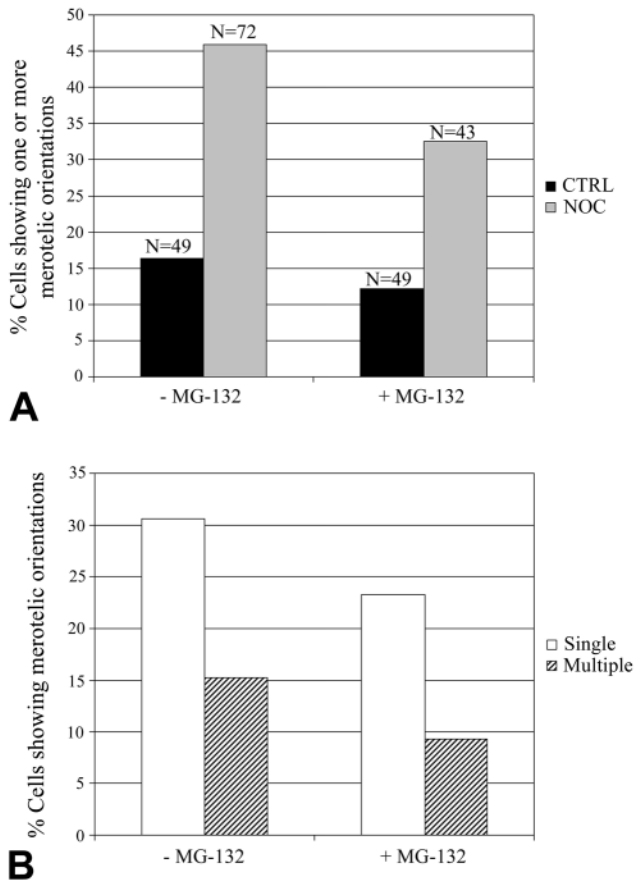 50
45
40
35
30
25
20
15
10
5
0
% Cells showing one or more
merotelic orientations
N=72
N=43
N=49
N=49
CTRL
NOC
- MG-132
+ MG-132
A
35
30
25
20
15
10
5
0
% Cells showing merotelic orientations
Single
Multiple
- MG-132
+ MG-132
B